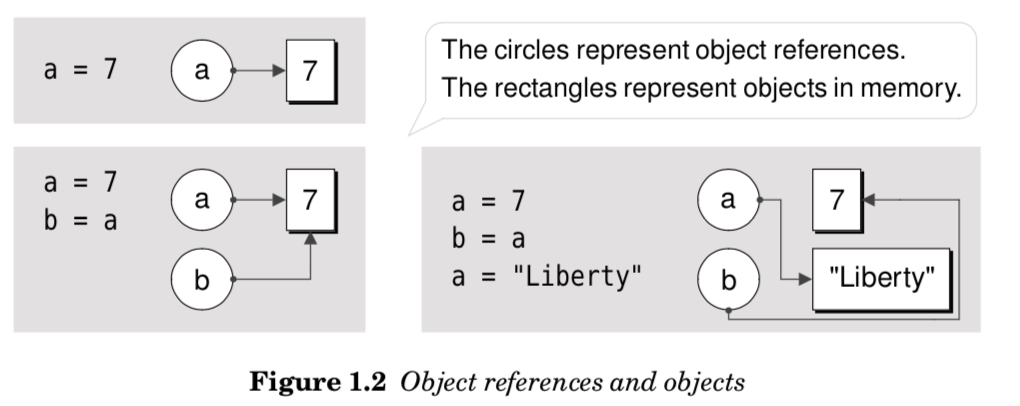 a = 7
a
7
The circles represent object references.
The rectangles represent objects in memory.
a = 7
b = a
a
7
b
a = 7
b = a
a = "Liberty"
a
7
b
"Liberty"
Figure 1.2 Object references and objects